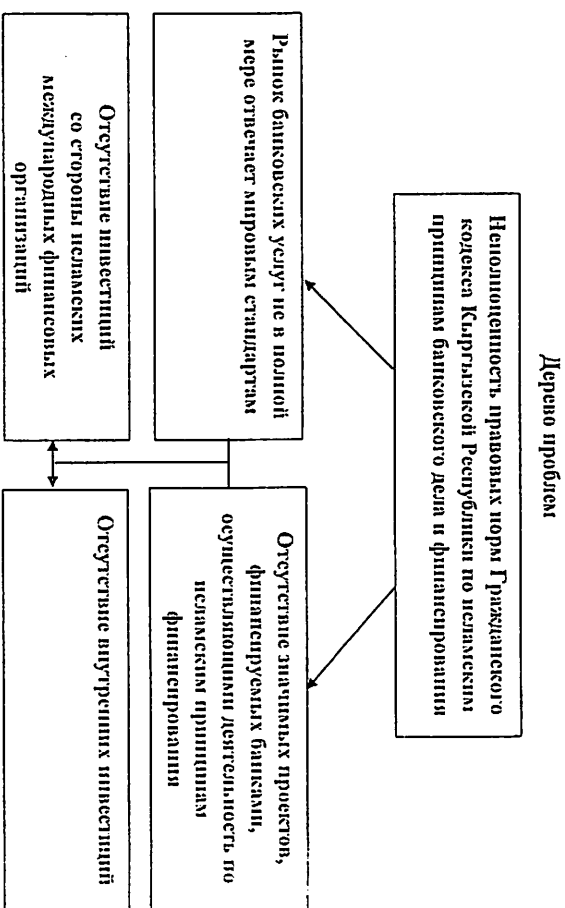 Дерево проблем
Неполноценность правовых норм Гражданского
кодекса Кыргызской Республики по исламским
принципам банковского дела и финансирования
Рынок банковских услуг не в полной
мере отвечает мировым стандартам
Отсутствие значимых проектов,
финансируемых банками,
осуществляющими деятельность по
исламским принципам
финансирования
Отсутствие инвестиций
со стороны исламских
международных финансовых
организаций
Отсутствие внутренних инвестиций